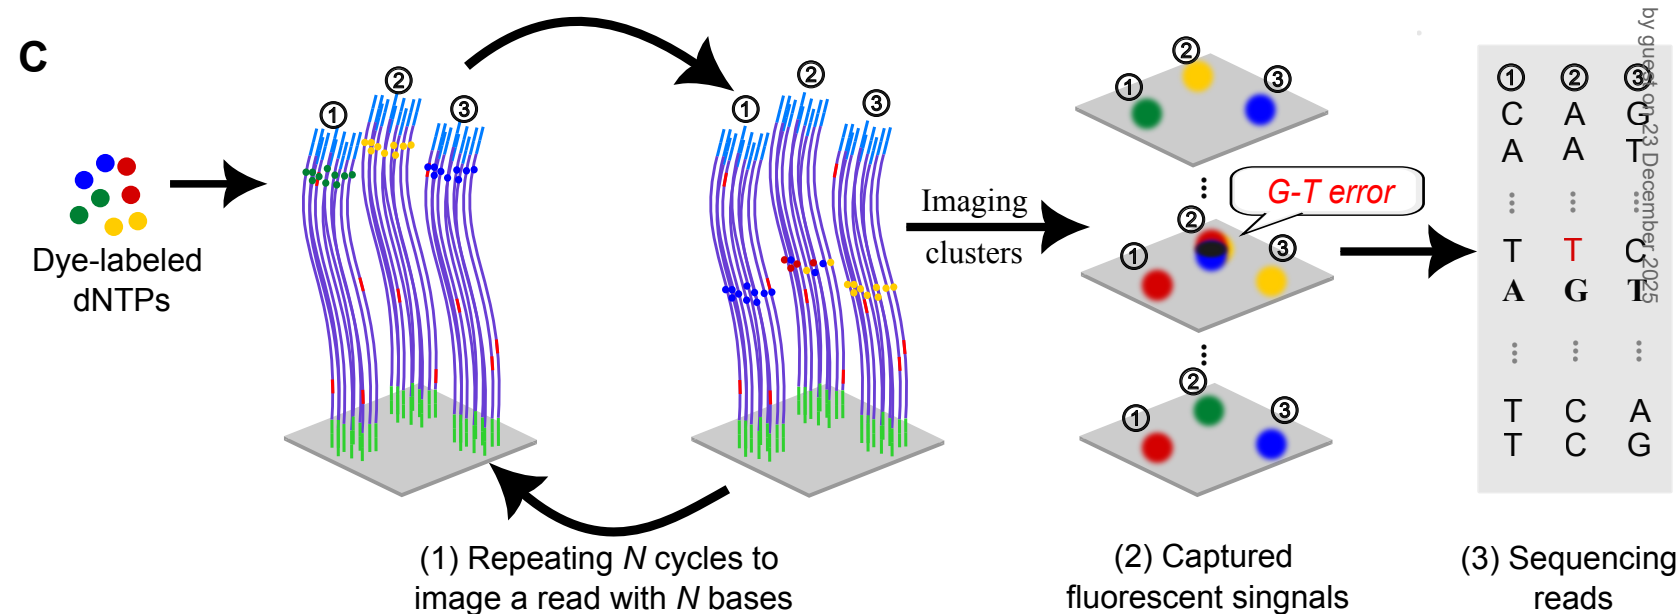 C
① ② ③
① ② ③
Dye-labeled
dNTPs
(1) Repeating N cycles to
image a read with N bases
Imaging
clusters
② ① ③
G-T error
② ① ③
② ① ③
(2) Captured
fluorescent singnals
① ② ③
C A G
A A T
T T C
A G T
T C A
T C G
(3) Sequencing
reads
by guest on 23 December 2025